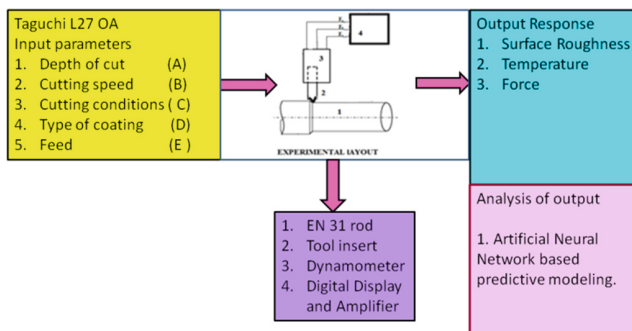 Taguchi L27 OA
Input parameters
1. Depth of cut (A)
2. Cutting speed (B)
3. Cutting conditions ( C)
4. Type of coating (D)
5. Feed (E )
4
3
2
1
EXPERIMENTAL LAYOUT
Output Response
1. Surface Roughness
2. Temperature
3. Force
1. EN 31 rod
2. Tool insert
3. Dynamometer
4. Digital Display
and Amplifier
Analysis of output
1. Artificial Neural
Network based
predictive modeling.